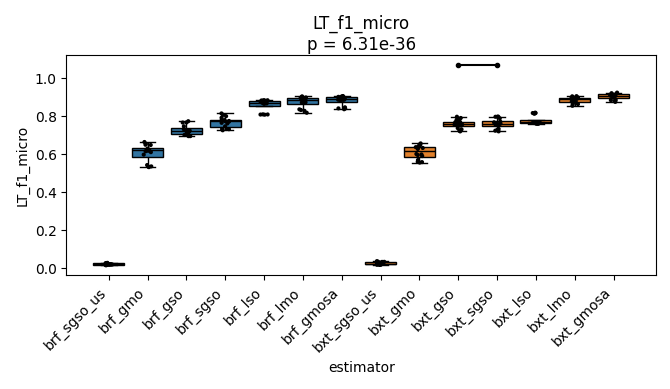 LT_f1_micro
p = 6.31e-36
LT_f1_micro
1.0
0.8
0.6
0.4
0.2
0.0
brf_sgso_us
brf_gmo
brf_gso
brf_sgso
brf_lso
brf_lmo
brf_gmosa
bxt_sgso_us
bxt_gmo
bxt_gso
bxt_sgso
bxt_lso
bxt_lmo
bxt_gmosa
estimator